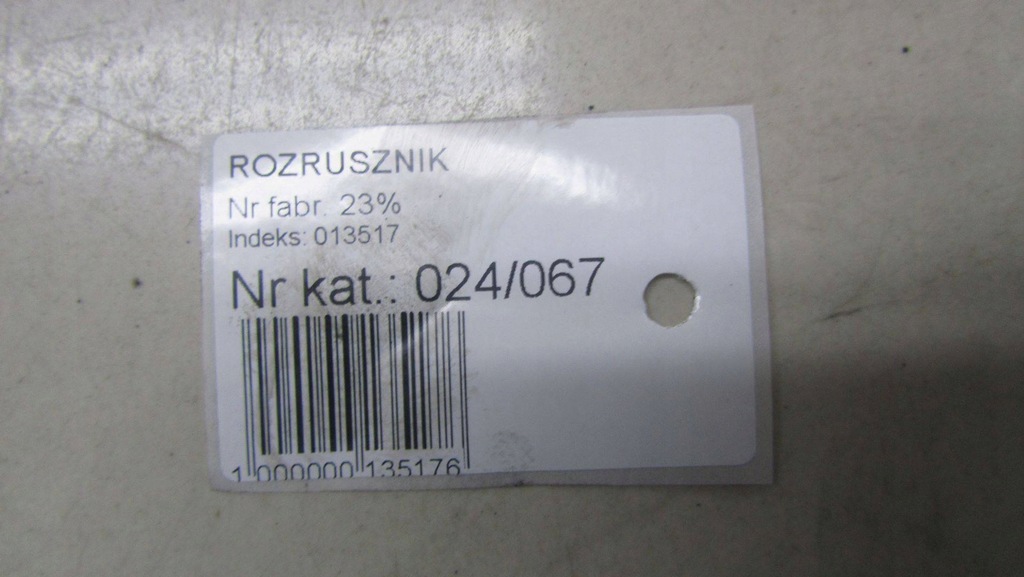 ROZRUSZNIK
Nr fabr. 23%
Indeks: 013517
Nr kat.: 024/067
1 000000 135176